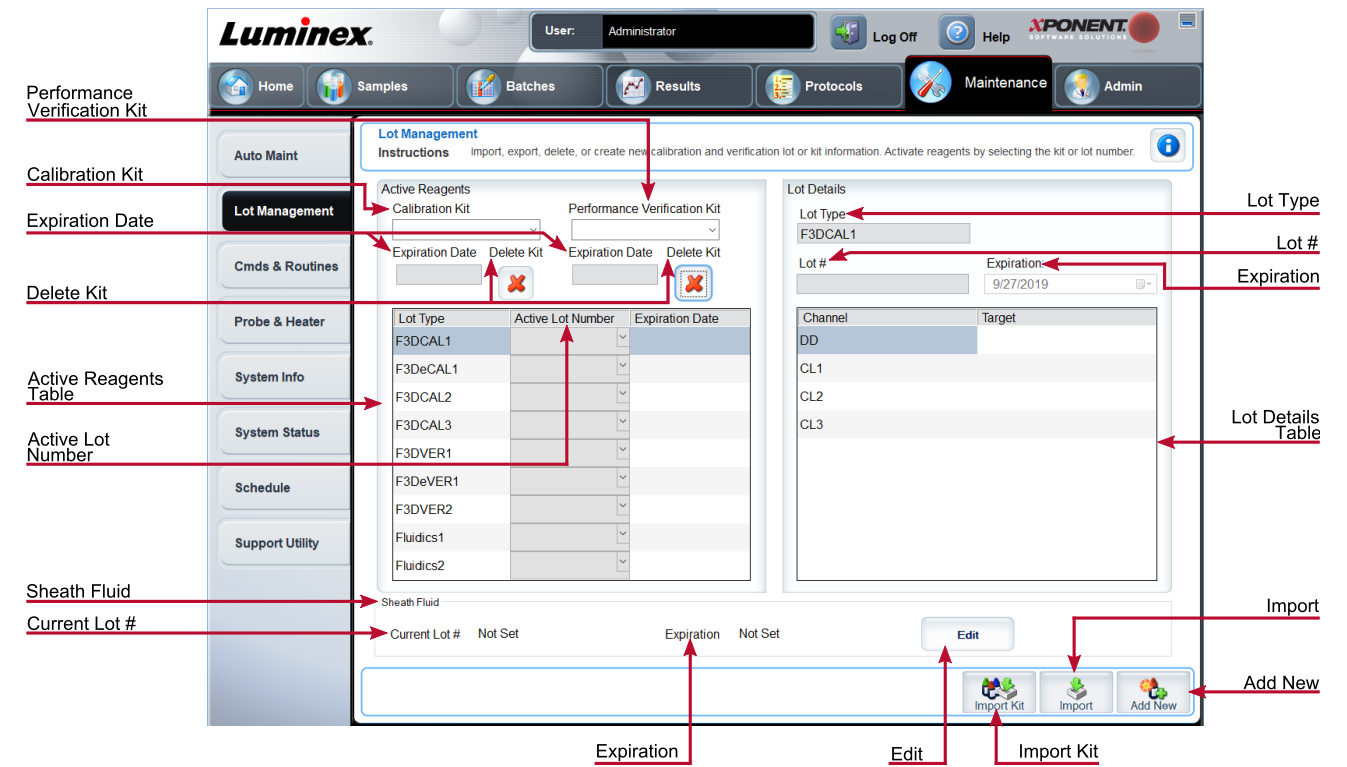 Luminex.
User:
Administrator
Log Off
Help
XPONENT.
SOFTWARE SOLUTIONS
Home
Samples
Batches
Results
Protocols
Maintenance
Admin
Performance
Verification Kit
Calibration Kit
Expiration Date
Delete Kit
Active Reagents
Table
Active Lot
Number
Sheath Fluid
Current Lot #
Auto Maint
Lot Management
Cmds & Routines
Probe & Heater
System Info
System Status
Schedule
Support Utility
Lot Management
Instructions Import, export, delete, or create new calibration and verification lot or kit information. Activate reagents by selecting the kit or lot number.
Active Reagents
Calibration Kit
Performance Verification Kit
Expiration Date
Delete Kit
Expiration Date
Delete Kit
Lot Type Active Lot Number Expiration Date
F3DCAL1
F3DeCAL1
F3DCAL2
F3DCAL3
F3DVER1
F3DeVER1
F3DVER2
Fluidics1
Fluidics2
Lot Details
Lot Type
F3DCAL1
Lot #
Expiration
9/27/2019
Channel Target
DD
CL1
CL2
CL3
Sheath Fluid
Current Lot # Not Set
Expiration Not Set
Edit
Import Kit
Import
Add New
Lot Type
Lot #
Expiration
Lot Details
Table
Import
Add New
Expiration
Edit
Import Kit